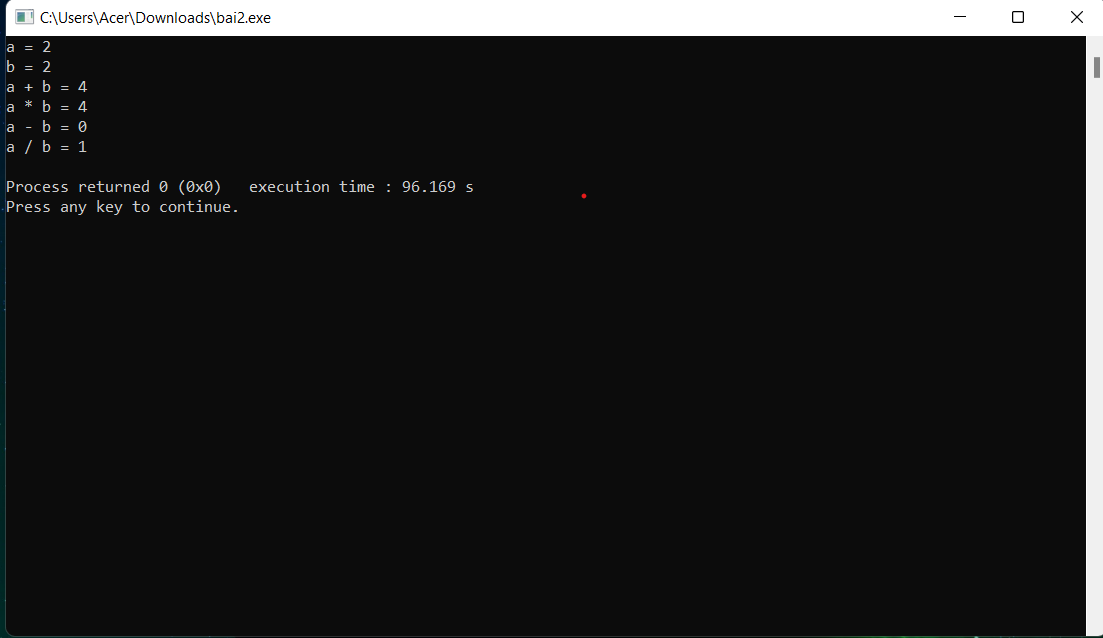 C:\Users\Acer\Downloads\bai2.exe
a = 2
b = 2
a + b = 4
a * b = 4
a - b = 0
a / b = 1
Process returned 0 (0x0)   execution time : 96.169 s
Press any key to continue.